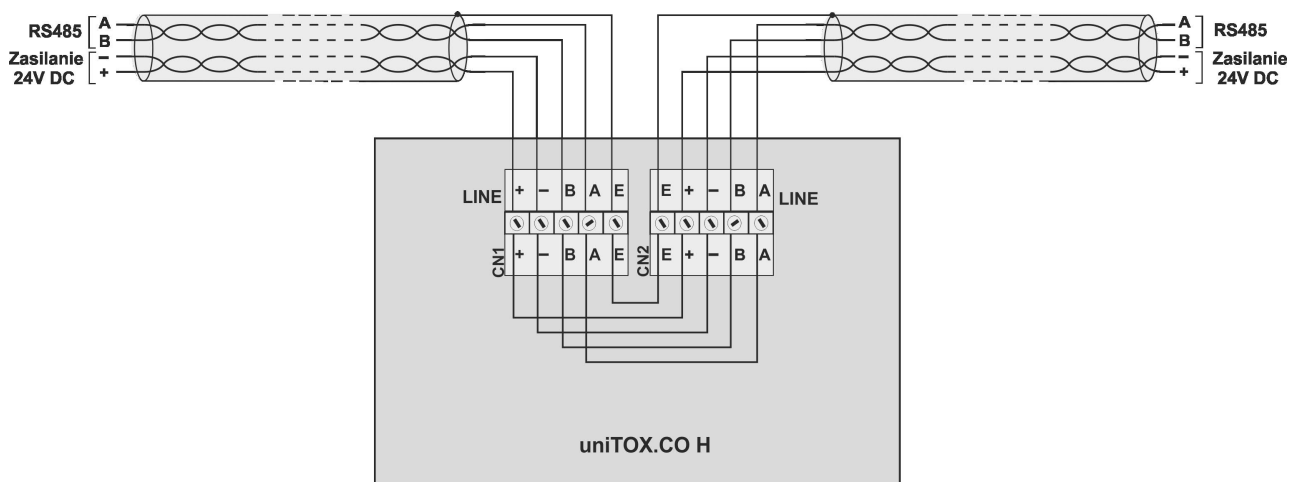 RS485 A
B
Zasilanie −
24V DC +
A RS485
B
− Zasilanie
+ 24V DC
LINE + − B A E
E + − B A LINE
CN1 + − B A E
CN2 E + − B A
uniTOX.CO H